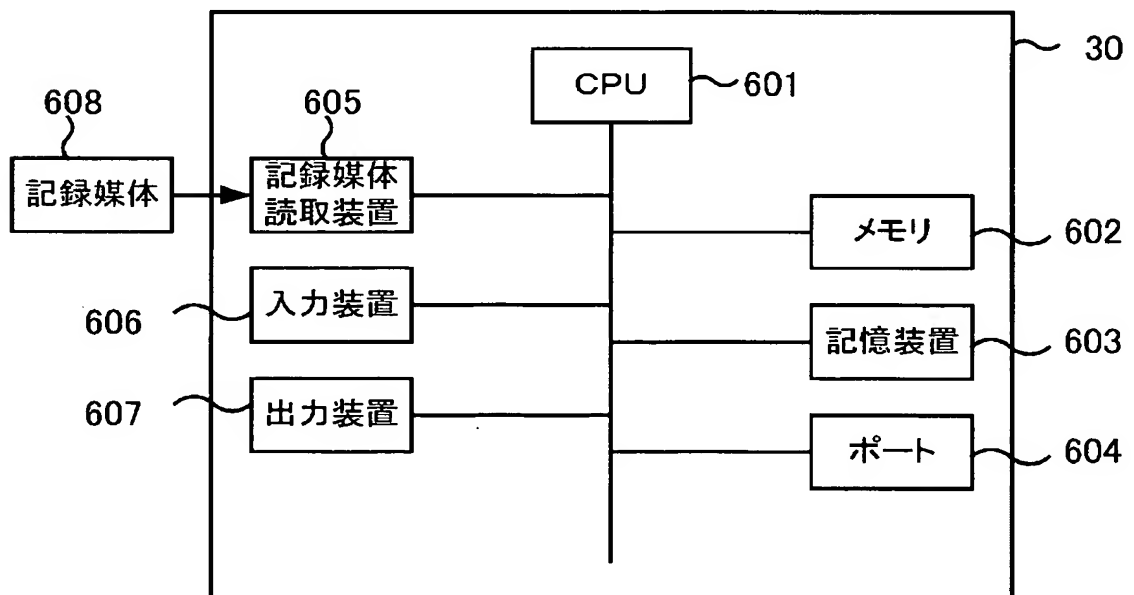 30
CPU
601
608
605
記録媒体
記録媒体
読取装置
メモリ
602
入力装置
606
記憶装置
603
出力装置
607
ポート
604